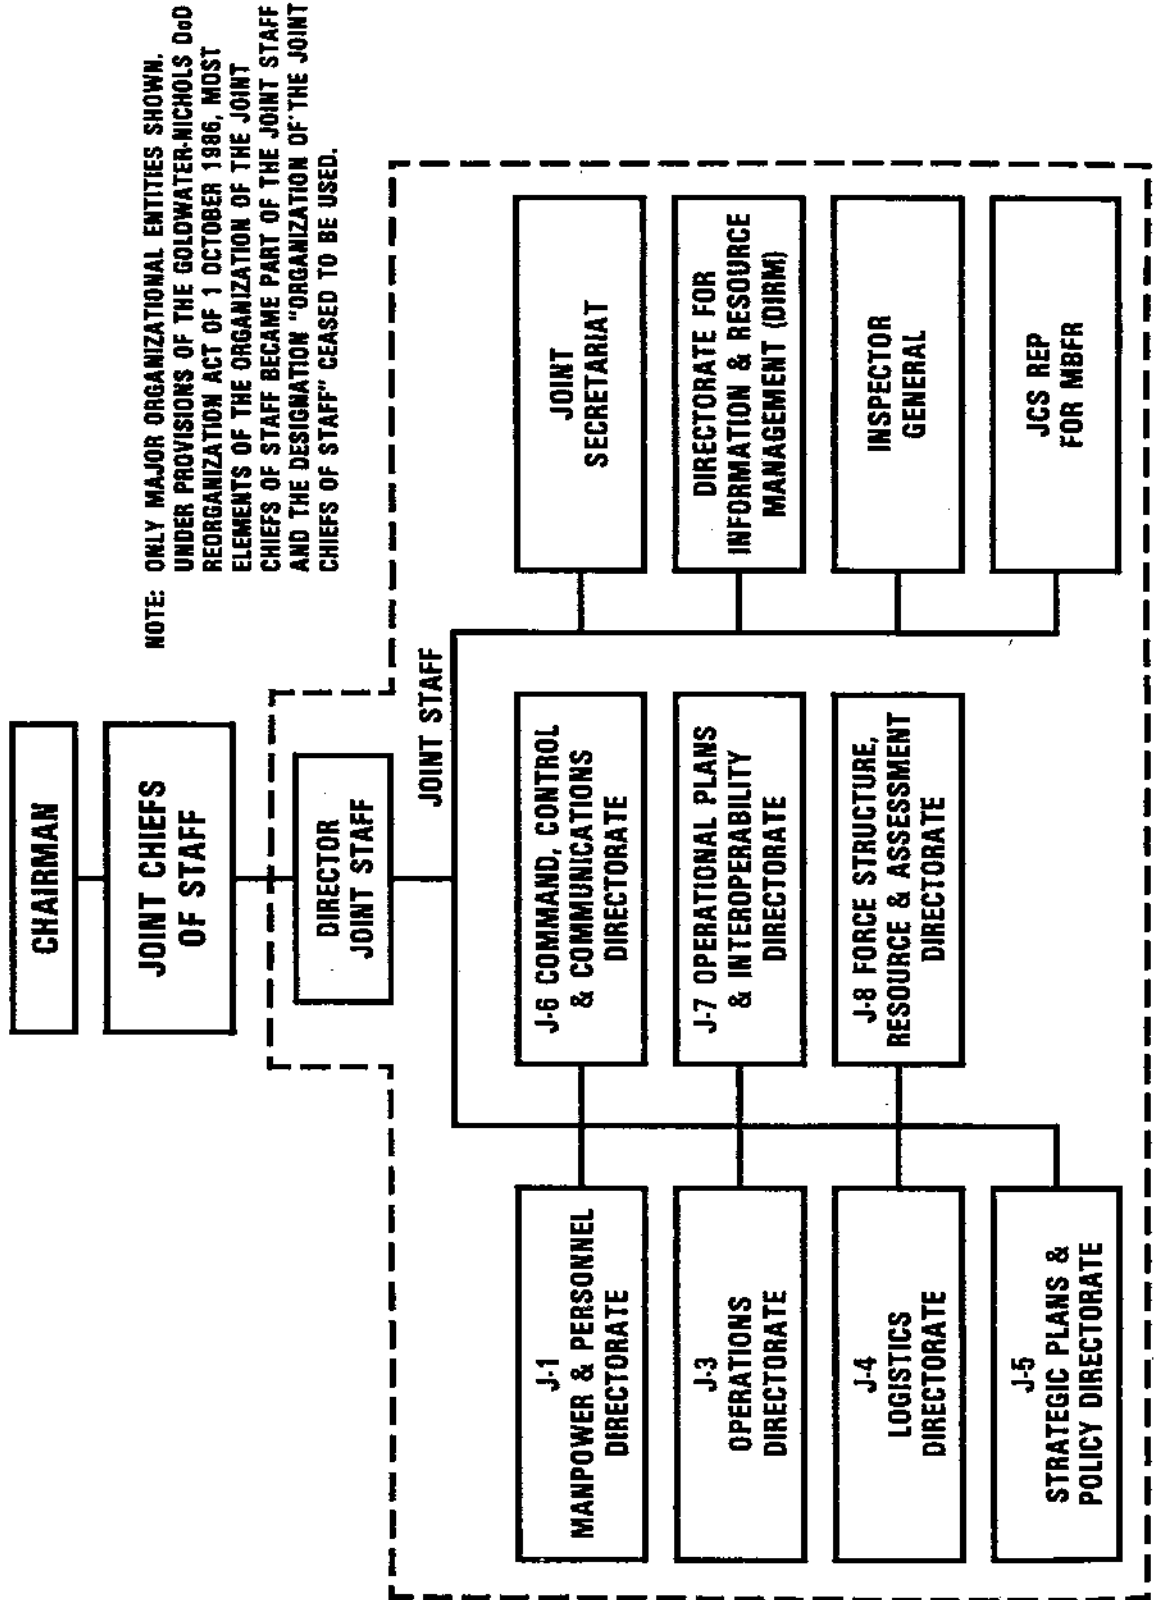 CHAIRMAN
JOINT CHIEFS
OF STAFF
NOTE: ONLY MAJOR ORGANIZATIONAL ENTITIES SHOWN.
UNDER PROVISIONS OF THE GOLDWATER-NICHOLS DoD
REORGANIZATION ACT OF 1 OCTOBER 1986, MOST
ELEMENTS OF THE ORGANIZATION OF THE JOINT
CHIEFS OF STAFF BECAME PART OF THE JOINT STAFF
AND THE DESIGNATION "ORGANIZATION OF THE JOINT
CHIEFS OF STAFF" CEASED TO BE USED.
DIRECTOR
JOINT STAFF
JOINT STAFF
J-1
MANPOWER & PERSONNEL
DIRECTORATE
J-6 COMMAND, CONTROL
& COMMUNICATIONS
DIRECTORATE
JOINT
SECRETARIAT
J-3
OPERATIONS
DIRECTORATE
J-7 OPERATIONAL PLANS
& INTEROPERABILITY
DIRECTORATE
DIRECTORATE FOR
INFORMATION & RESOURCE
MANAGEMENT (DIRM)
J-4
LOGISTICS
DIRECTORATE
J-8 FORCE STRUCTURE,
RESOURCE & ASSESSMENT
DIRECTORATE
INSPECTOR
GENERAL
J-5
STRATEGIC PLANS &
POLICY DIRECTORATE
JCS REP
FOR MBFR